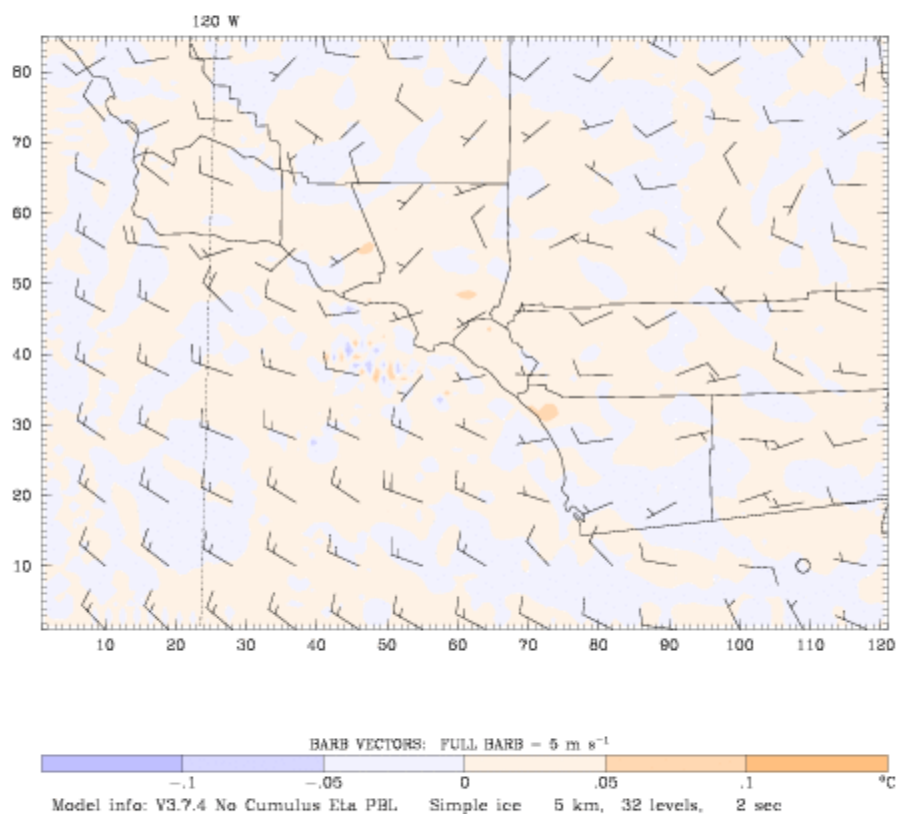 120 W
80
70
60
50
40
30
20
10
10 20 30 40 50 60 70 80 90 100 110 120
BARB VECTORS: FULL BARB = 5 m s⁻¹
-.1 -.05 0 .05 .1 °C
Model info: V3.7.4 No Cumulus Eta PBL Simple ice 5 km, 32 levels, 2 sec